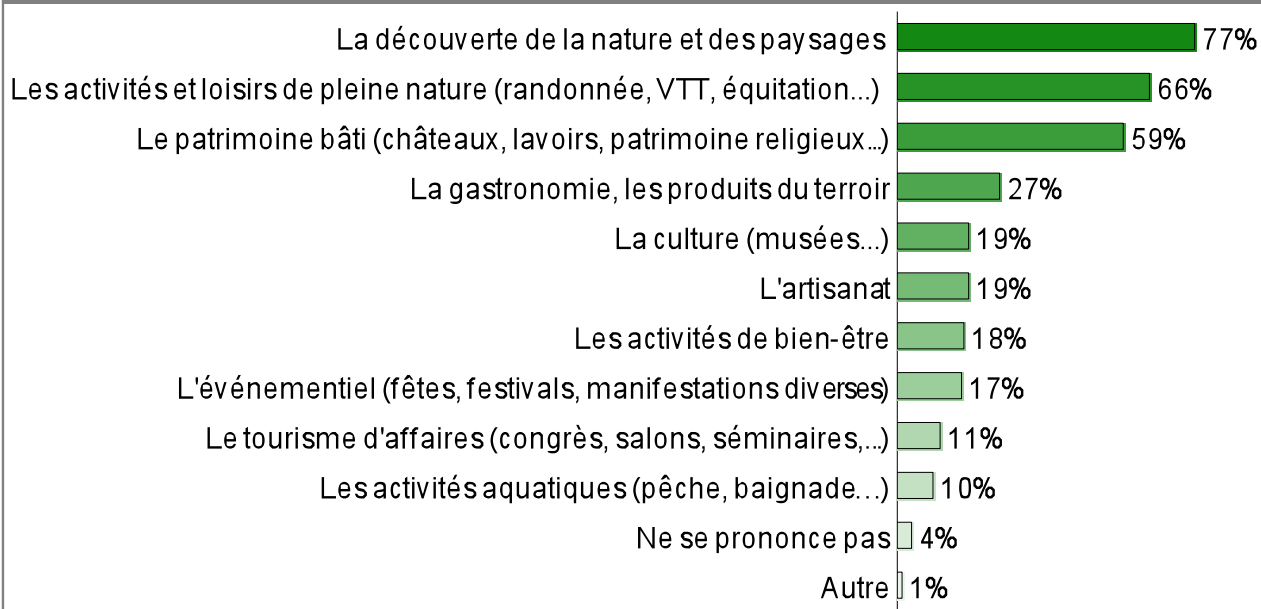 La découverte de la nature et des paysages 77%
Les activités et loisirs de pleine nature (randonnée, VTT, équitation...) 66%
Le patrimoine bâti (châteaux, lavoirs, patrimoine religieux...) 59%
La gastronomie, les produits du terroir 27%
La culture (musées...) 19%
L'artisanat 19%
Les activités de bien-être 18%
L'événementiel (fêtes, festivals, manifestations diverses) 17%
Le tourisme d'affaires (congrès, salons, séminaires,...) 11%
Les activités aquatiques (pêche, baignade...) 10%
Ne se prononce pas 4%
Autre 1%